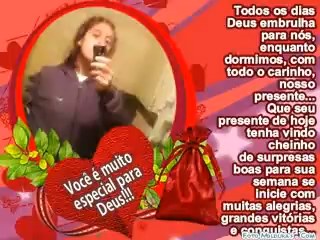 Todos os dias
Deus embrulha
para nós,
enquanto
dormimos, com
todo o carinho,
nosso
presente...
Que seu
presente de hoje
tenha vindo
cheinho
de surpresas
boas para sua
semana se
Inicie com
muitas alegrias,
grandes vitórias
e conquistas...
Você é muito
especial para
Deus!!!